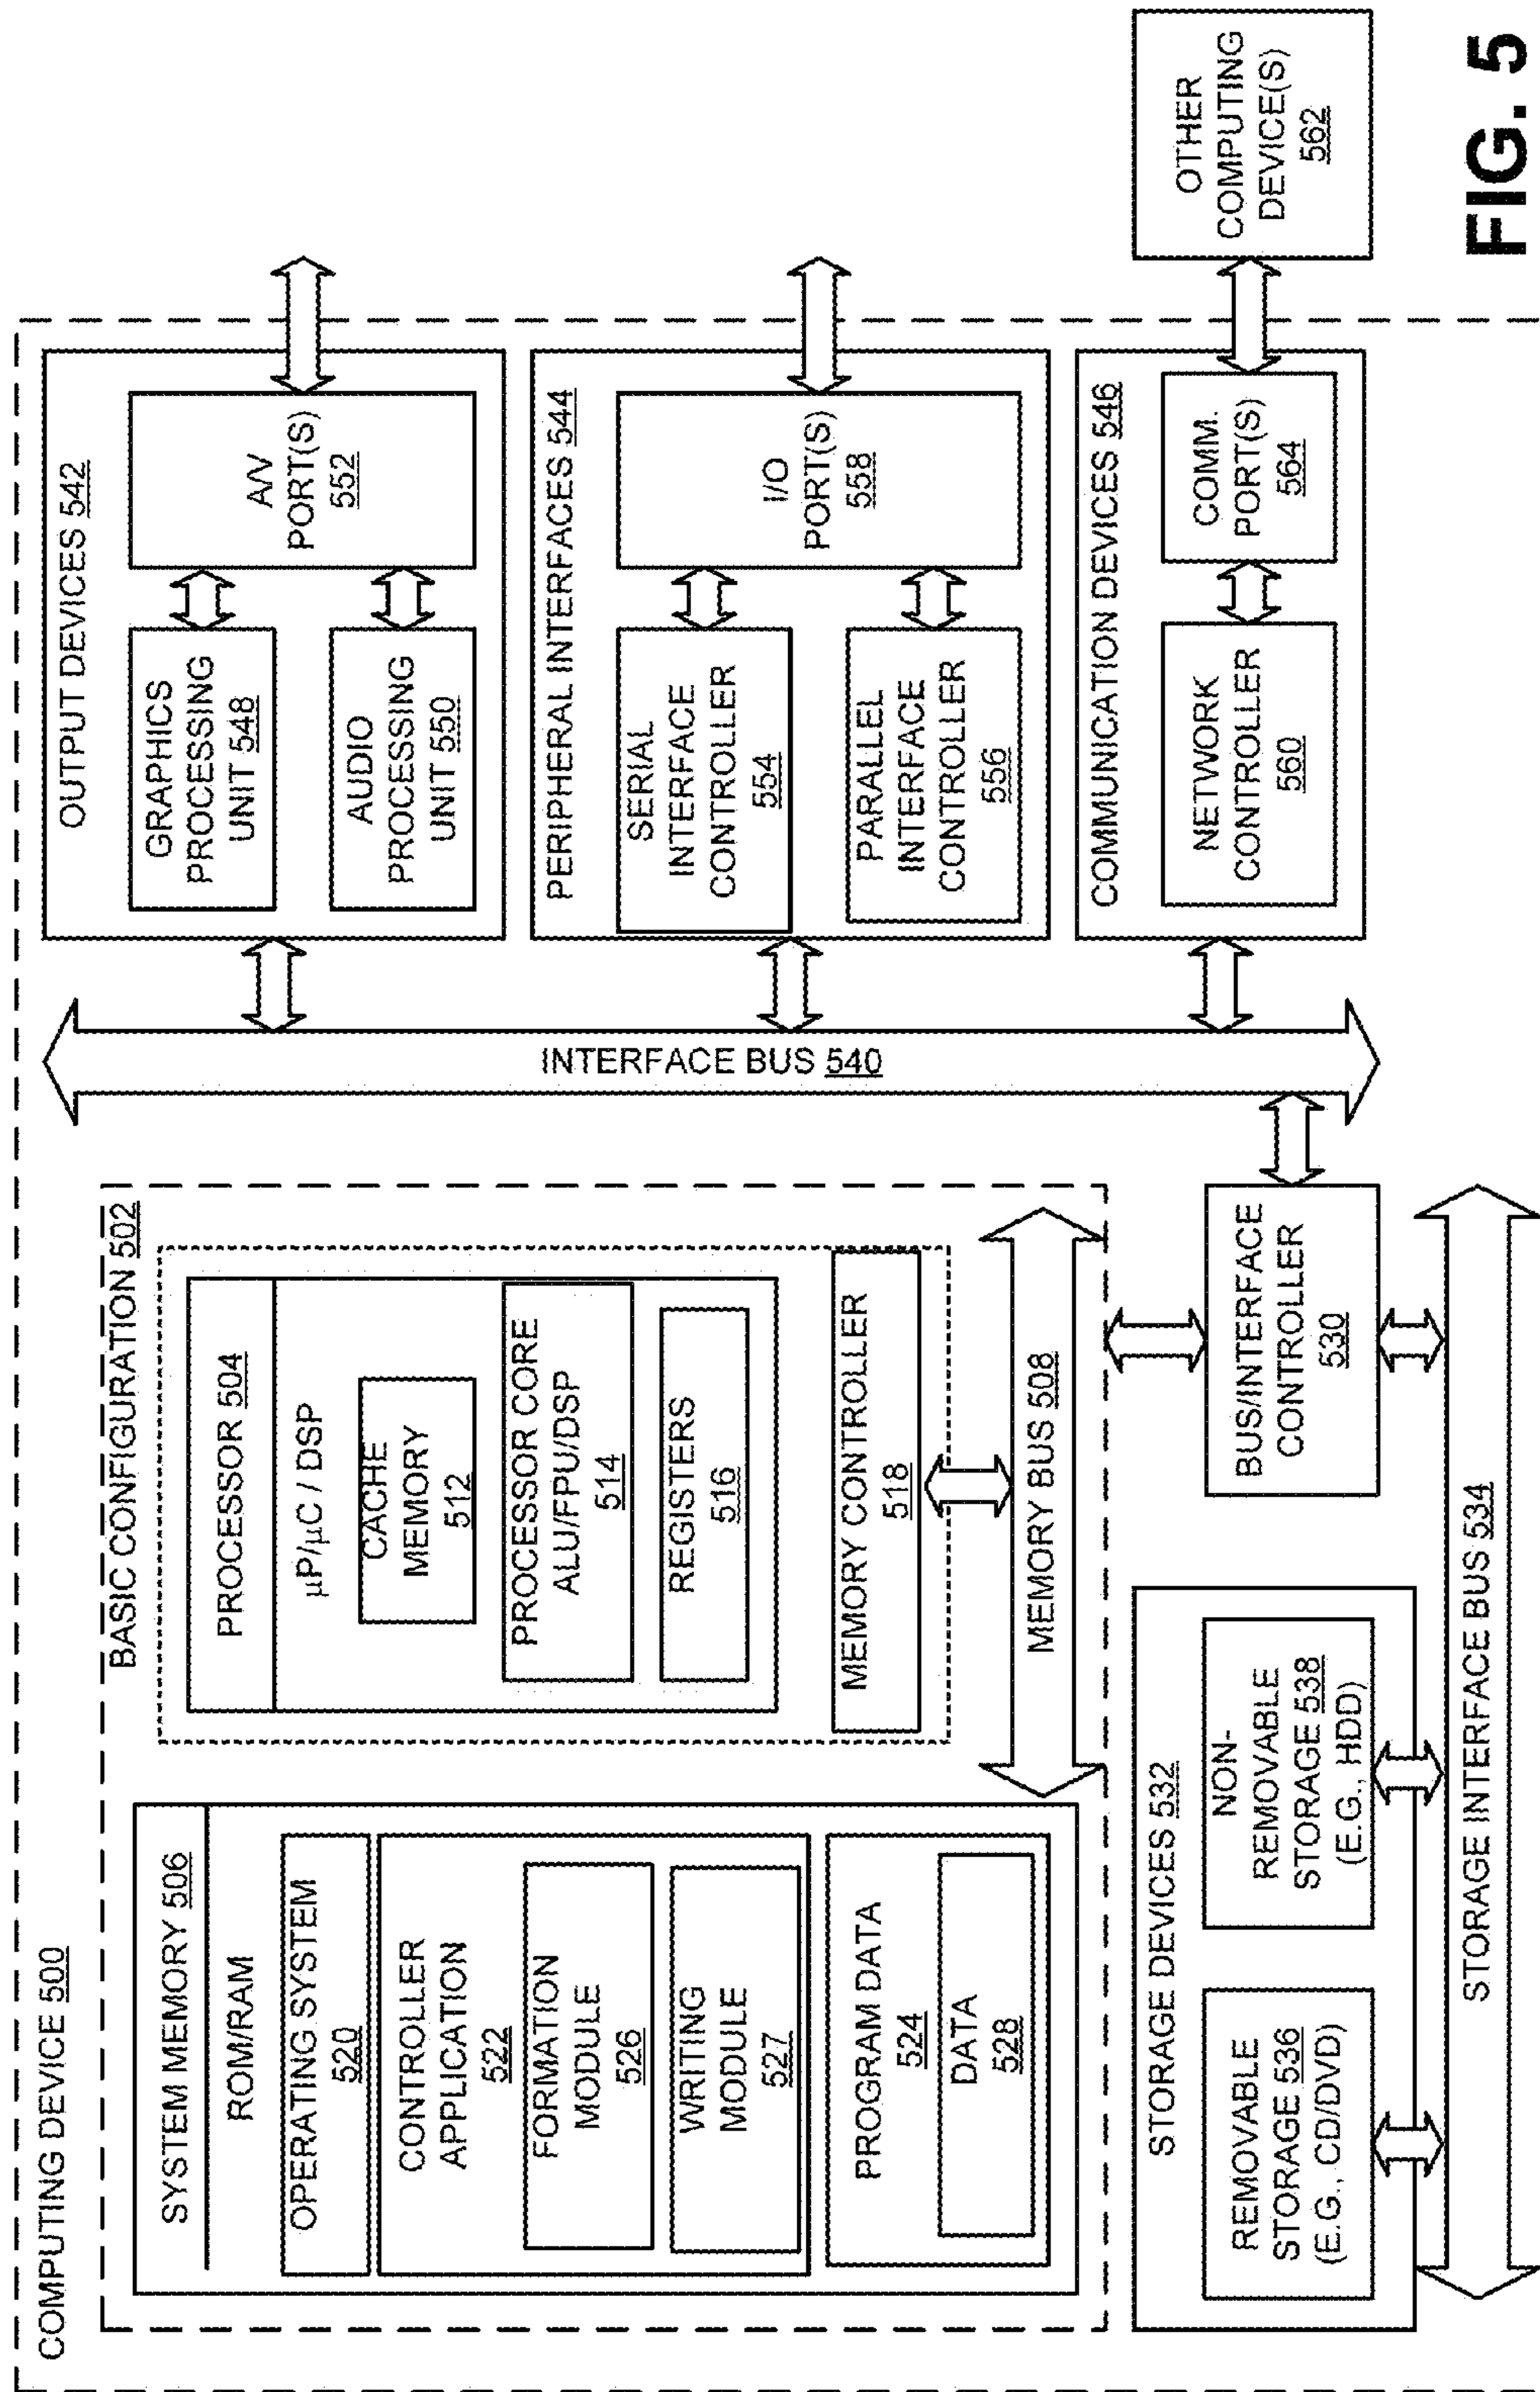 COMPUTING DEVICE 500
BASIC CONFIGURATION 502
SYSTEM MEMORY 506
ROM/RAM
OPERATING SYSTEM
520
CONTROLLER
APPLICATION
522
FORMATION
MODULE
526
WRITING
MODULE
527
PROGRAM DATA
524
DATA
528
PROCESSOR 504
µP/µC / DSP
CACHE
MEMORY
512
PROCESSOR CORE
ALU/FPU/DSP
514
REGISTERS
516
MEMORY CONTROLLER
518
MEMORY BUS 508
BUS/INTERFACE
CONTROLLER
530
STORAGE DEVICES 532
REMOVABLE
STORAGE 536
(E.G., CD/DVD)
NON-
REMOVABLE
STORAGE 538
(E.G., HDD)
STORAGE INTERFACE BUS 534
INTERFACE BUS 540
OUTPUT DEVICES 542
GRAPHICS
PROCESSING
UNIT 548
AUDIO
PROCESSING
UNIT 550
A/V
PORT(S)
552
PERIPHERAL INTERFACES 544
SERIAL
INTERFACE
CONTROLLER
554
PARALLEL
INTERFACE
CONTROLLER
556
I/O
PORT(S)
558
COMMUNICATION DEVICES 546
NETWORK
CONTROLLER
560
COMM.
PORT(S)
564
OTHER
COMPUTING
DEVICE(S)
562
FIG. 5